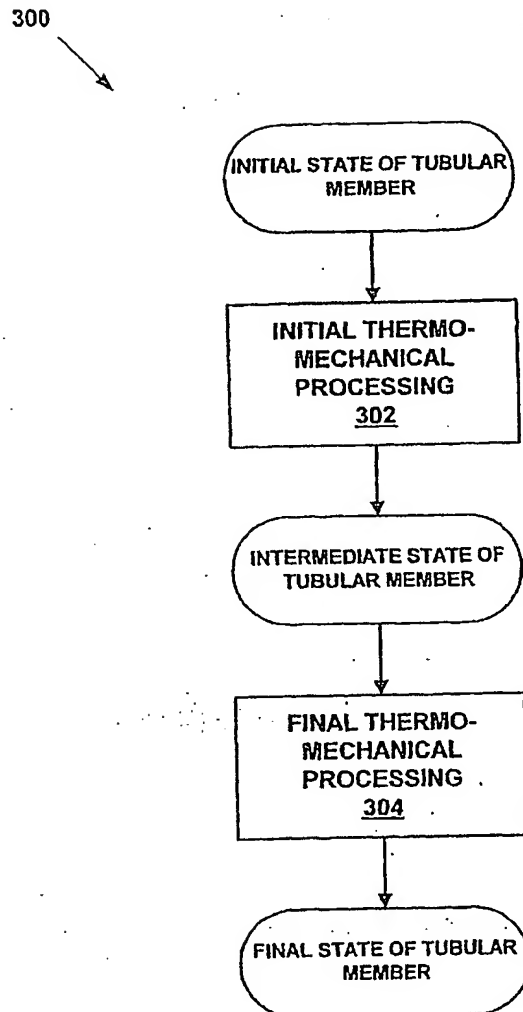 300
INITIAL STATE OF TUBULAR
MEMBER
INITIAL THERMO-
MECHANICAL
PROCESSING
302
INTERMEDIATE STATE OF
TUBULAR MEMBER
FINAL THERMO-
MECHANICAL
PROCESSING
304
FINAL STATE OF TUBULAR
MEMBER